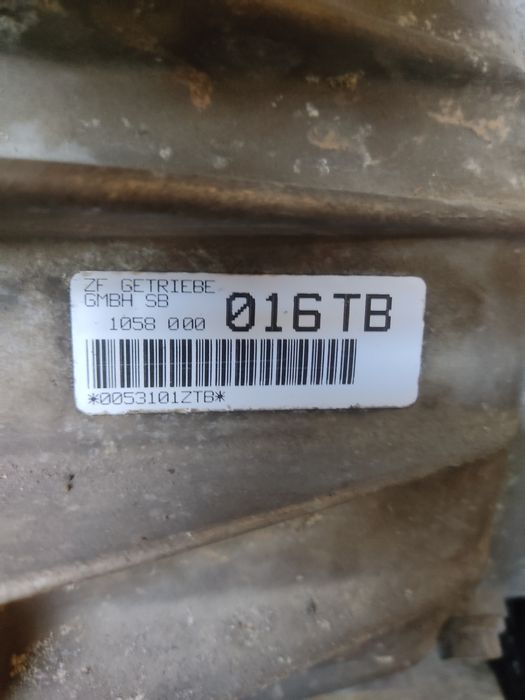 ZF GETRIEBE
GMBH SB
1058 000 016TB
*0053101ZTB*